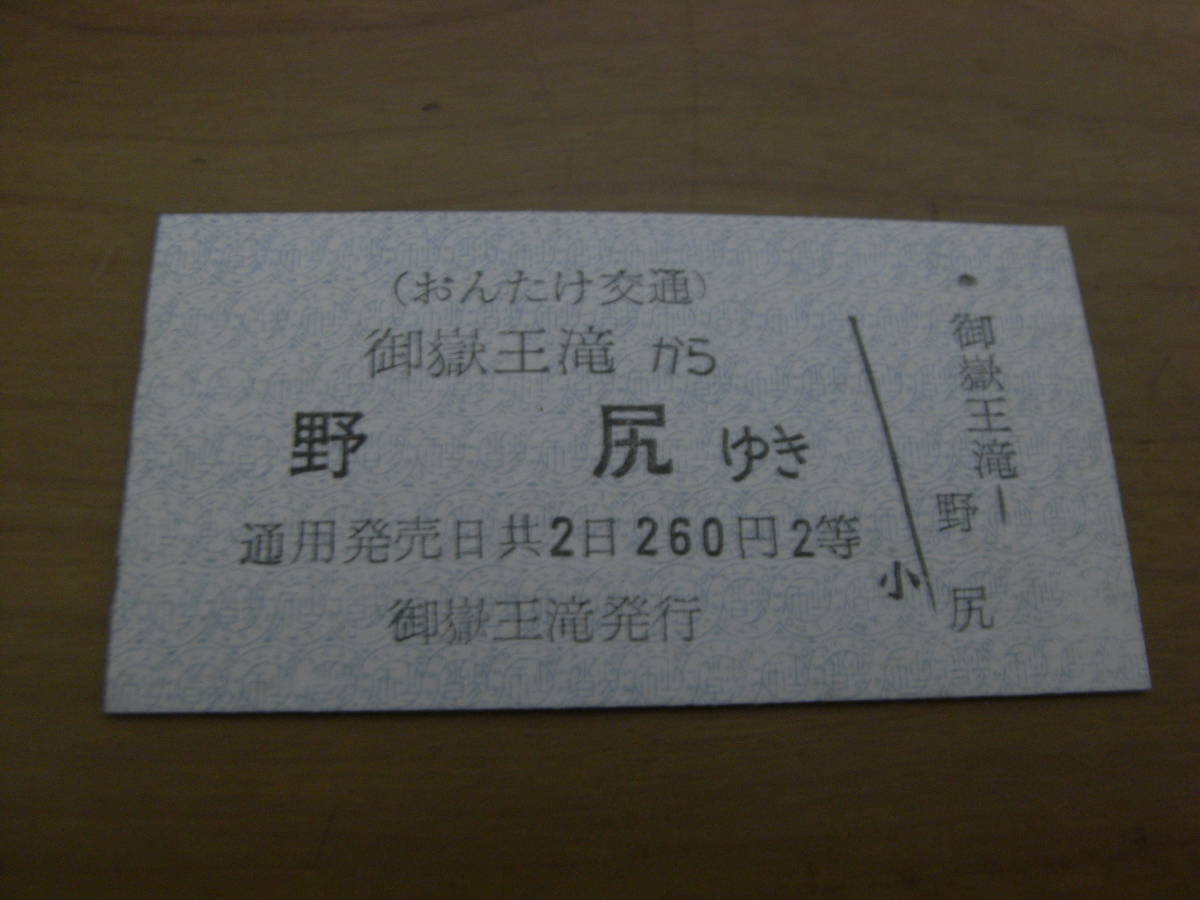 （おんたけ交通）
御嶽王滝 から
野 尻 ゆき
通用発売日共2日 260円 2等
御嶽王滝発行
小
御嶽王滝―
野尻